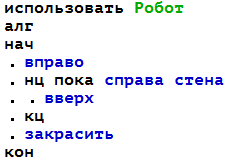 использовать Робот
алг
нач
. вправо
. нц пока справа стена
. . вверх
. кц
. закрасить
кон